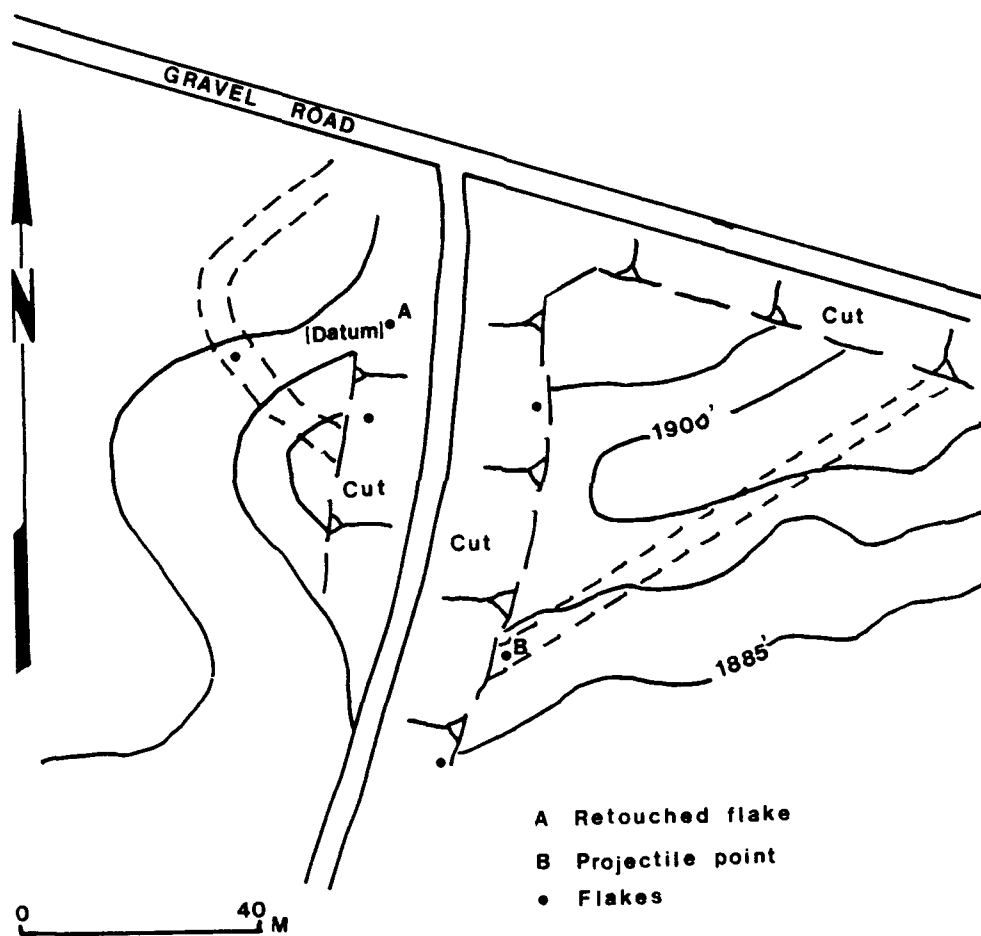 GRAVEL ROAD
N
|Datum|
A
Cut
1900'
Cut
Cut
B
1885'
A Retouched flake
B Projectile point
• Flakes
0 40 M